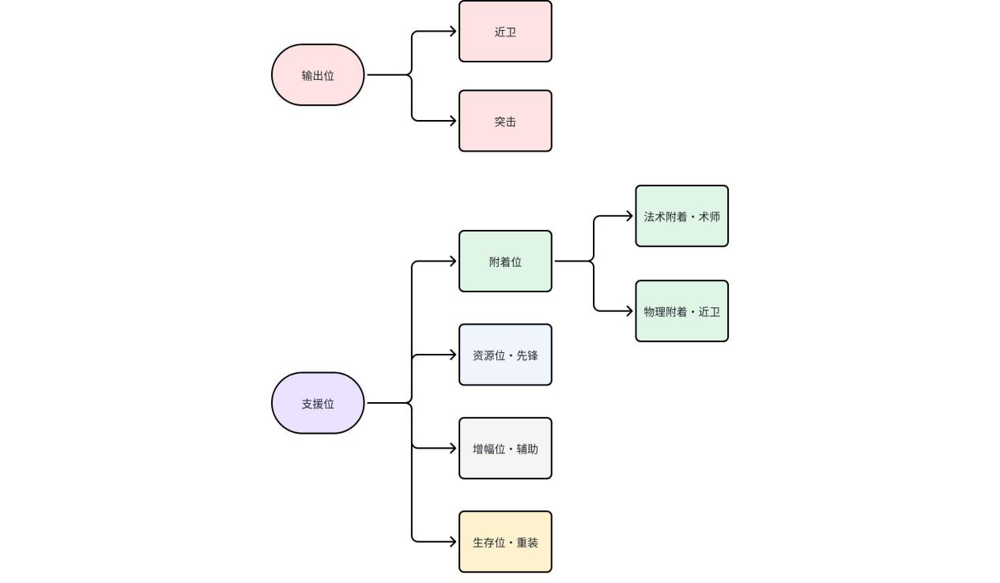 输出位
近卫
突击
支援位
附着位
法术附着・术师
物理附着・近卫
资源位・先锋
增幅位・辅助
生存位・重装